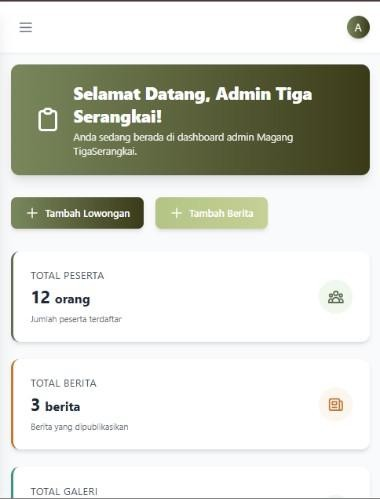 A
Selamat Datang, Admin Tiga
Serangkai!
Anda sedang berada di dashboard admin Magang
TigaSerangkai.
Tambah Lowongan
Tambah Berita
TOTAL PESERTA
12 orang
Jumlah peserta terdaftar
TOTAL BERITA
3 berita
Berita yang dipublikasikan
TOTAL GALERI